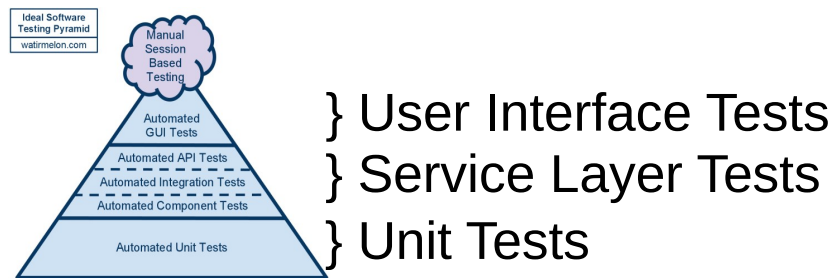 Ideal Software
Testing Pyramid
watirmelon.com
Manual
Session
Based
Testing
Automated
GUI Tests
Automated API Tests
Automated Integration Tests
Automated Component Tests
Automated Unit Tests
} User Interface Tests
} Service Layer Tests
} Unit Tests